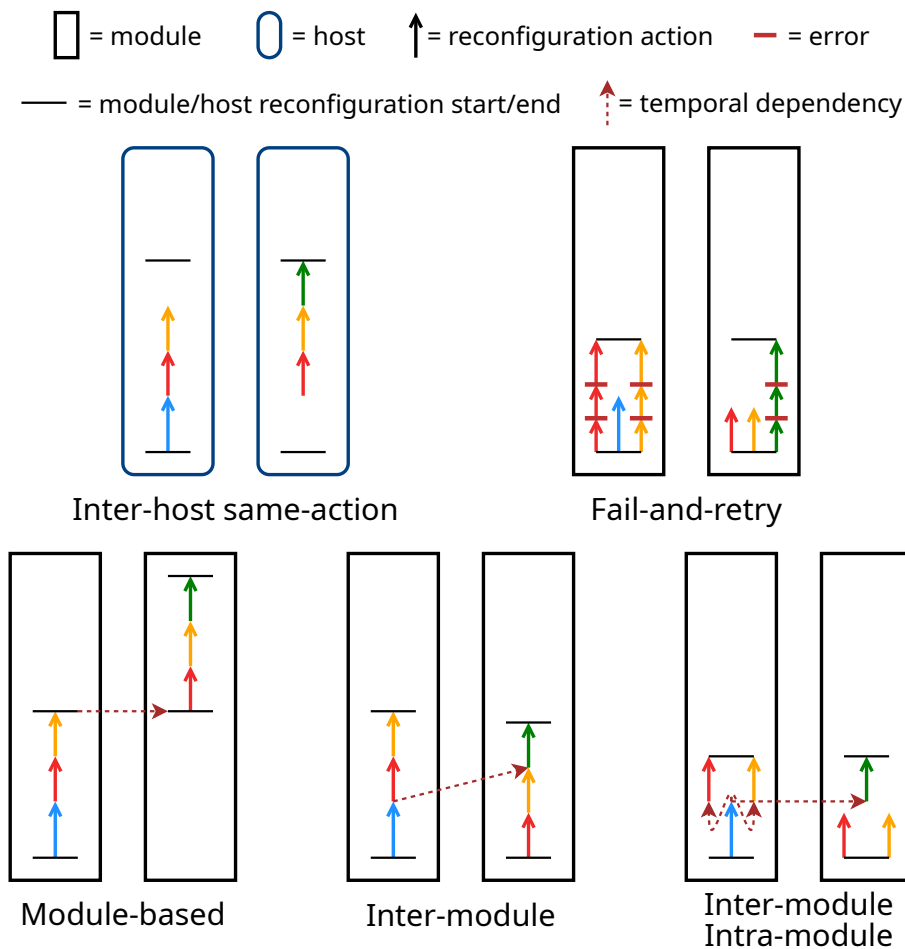 = module
= host
= reconfiguration action
= error
= module/host reconfiguration start/end
= temporal dependency
Inter-host same-action
Fail-and-retry
Module-based
Inter-module
Inter-module
Intra-module